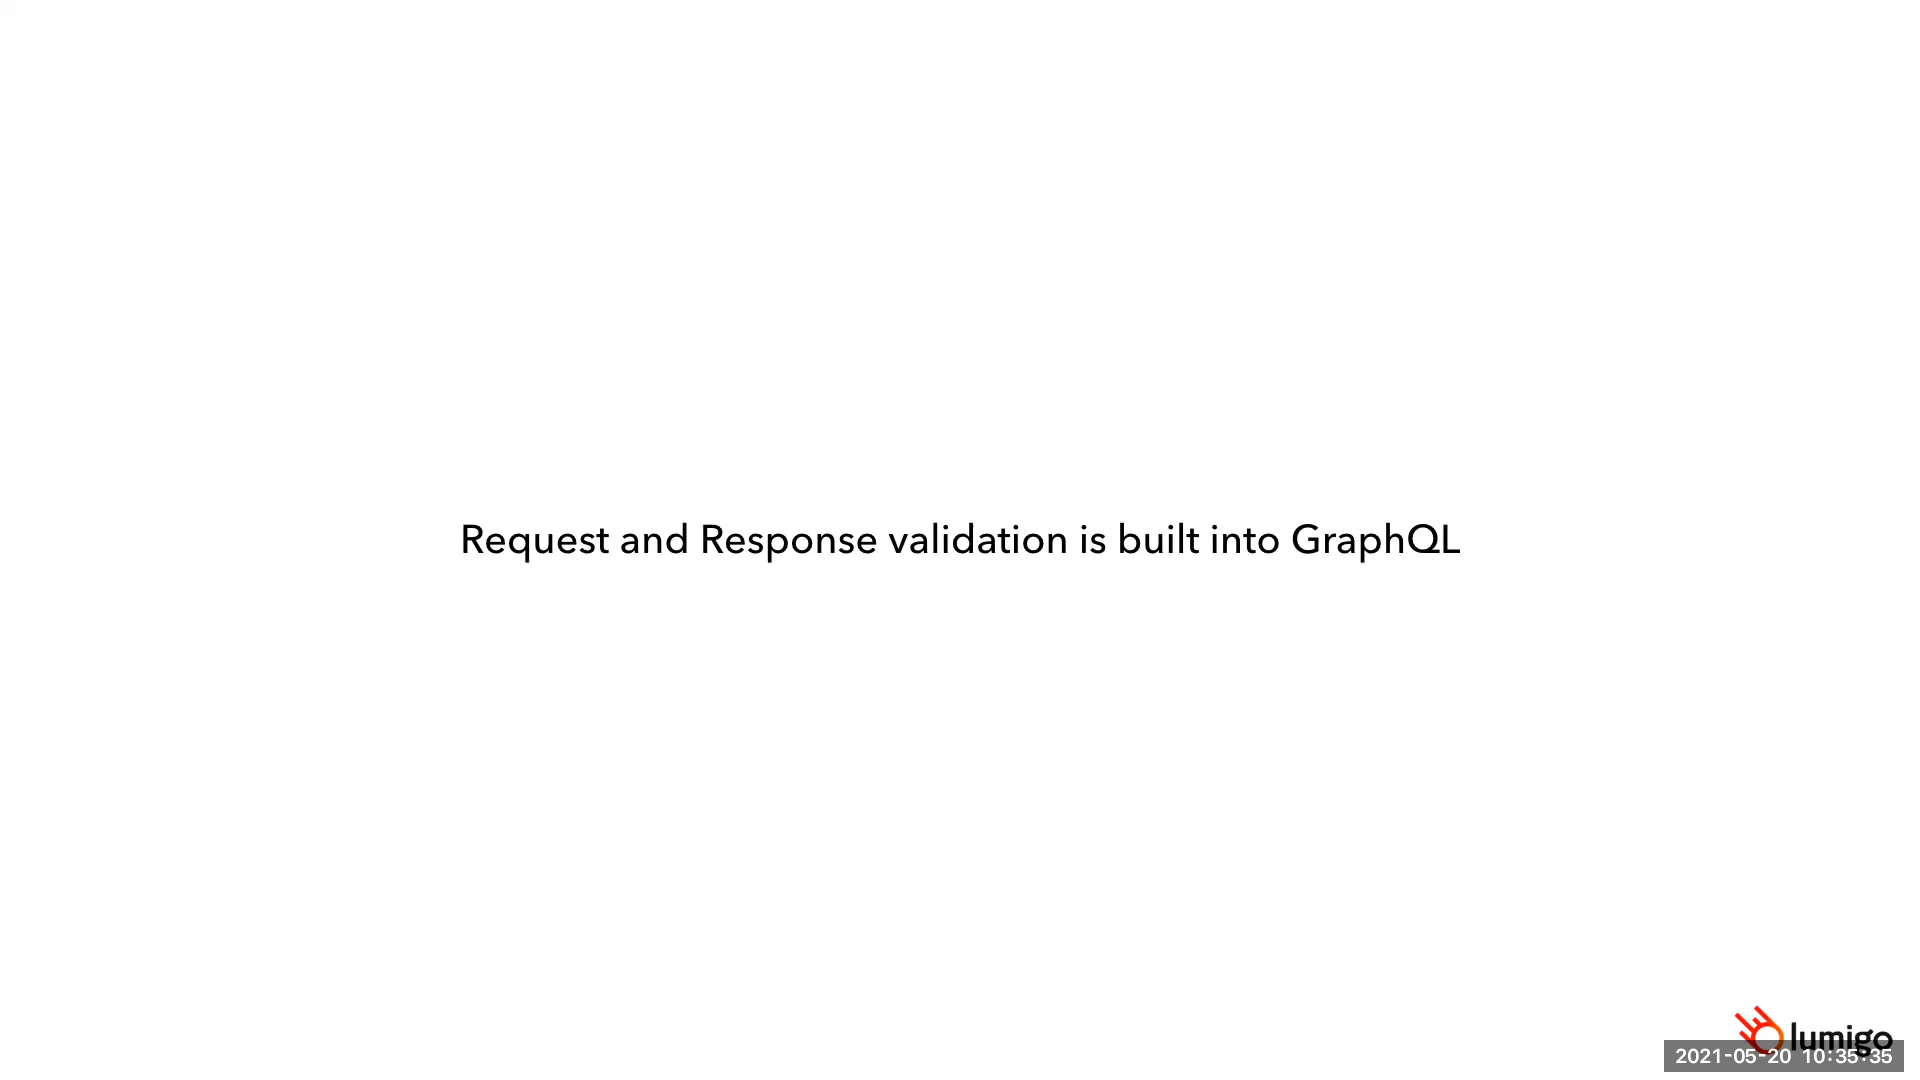 Request and Response validation is built into GraphQL
lumigo
2021-05-20 10:35:35